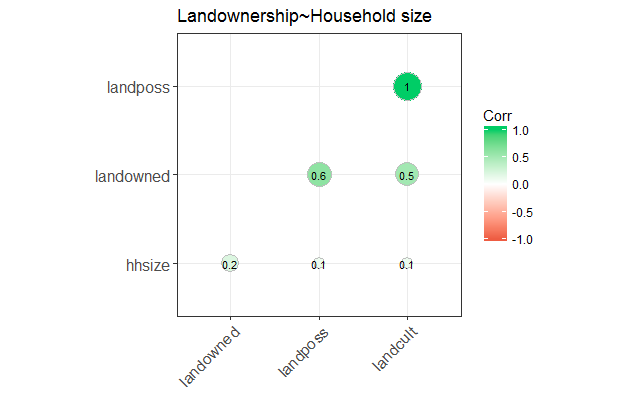 Landownership~Household size
landposs
1
landowned
0.6
0.5
hhsize
0.2
0.1
0.1
landowned
landposs
landcult
Corr
1.0
0.5
0.0
-0.5
-1.0